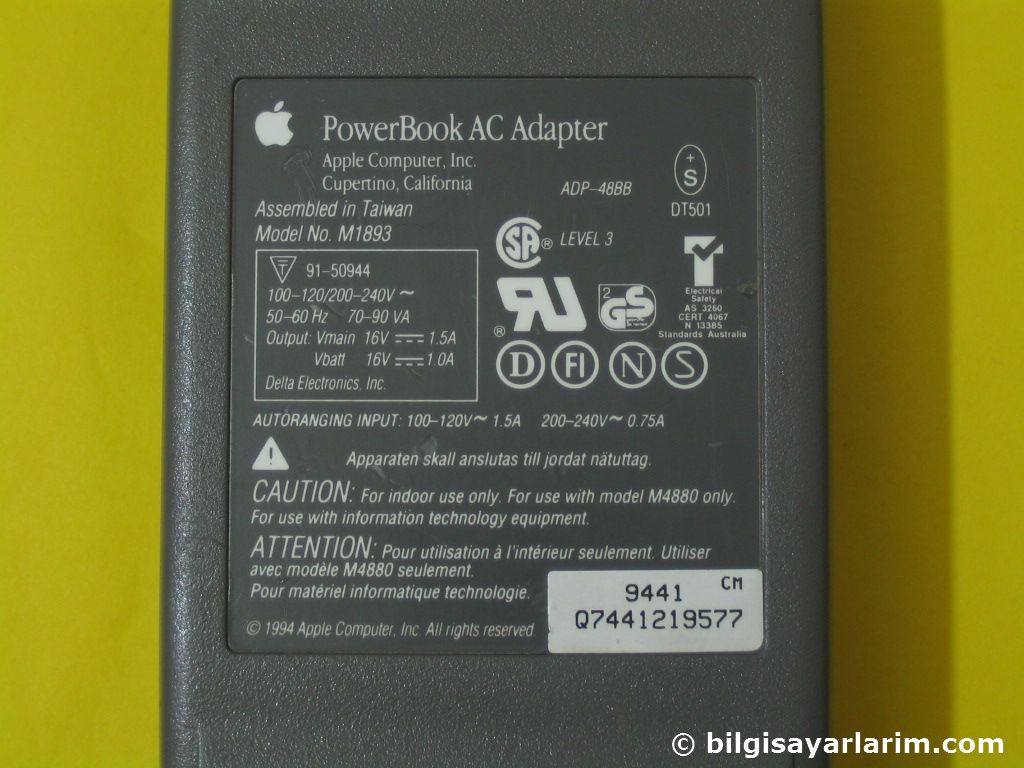 PowerBook AC Adapter
Apple Computer, Inc.
Cupertino, California
ADP-48BB
+
S
DT501
Assembled in Taiwan
Model No. M1893
SA ® LEVEL 3
T
91-50944
100-120/200-240V ~
50-60 Hz 70-90 VA
Output: Vmain 16V 1.5A
Vbatt 16V 1.0A
Delta Electronics, Inc.
®
2
GS
Electrical
Safety
AS 3260
CERT 4067
N 13385
Standards Australia
D FI N S
AUTORANGING INPUT: 100-120V~ 1.5A 200-240V~ 0.75A
! Apparaten skall anslutas till jordat nätuttag.
CAUTION: For indoor use only. For use with model M4880 only.
For use with information technology equipment.
ATTENTION: Pour utilisation à l'intérieur seulement. Utiliser
avec modèle M4880 seulement.
Pour matériel informatique technologie.
© 1994 Apple Computer, Inc. All rights reserved.
9441 CM
Q7441219577
© bilgisayarlarim.com